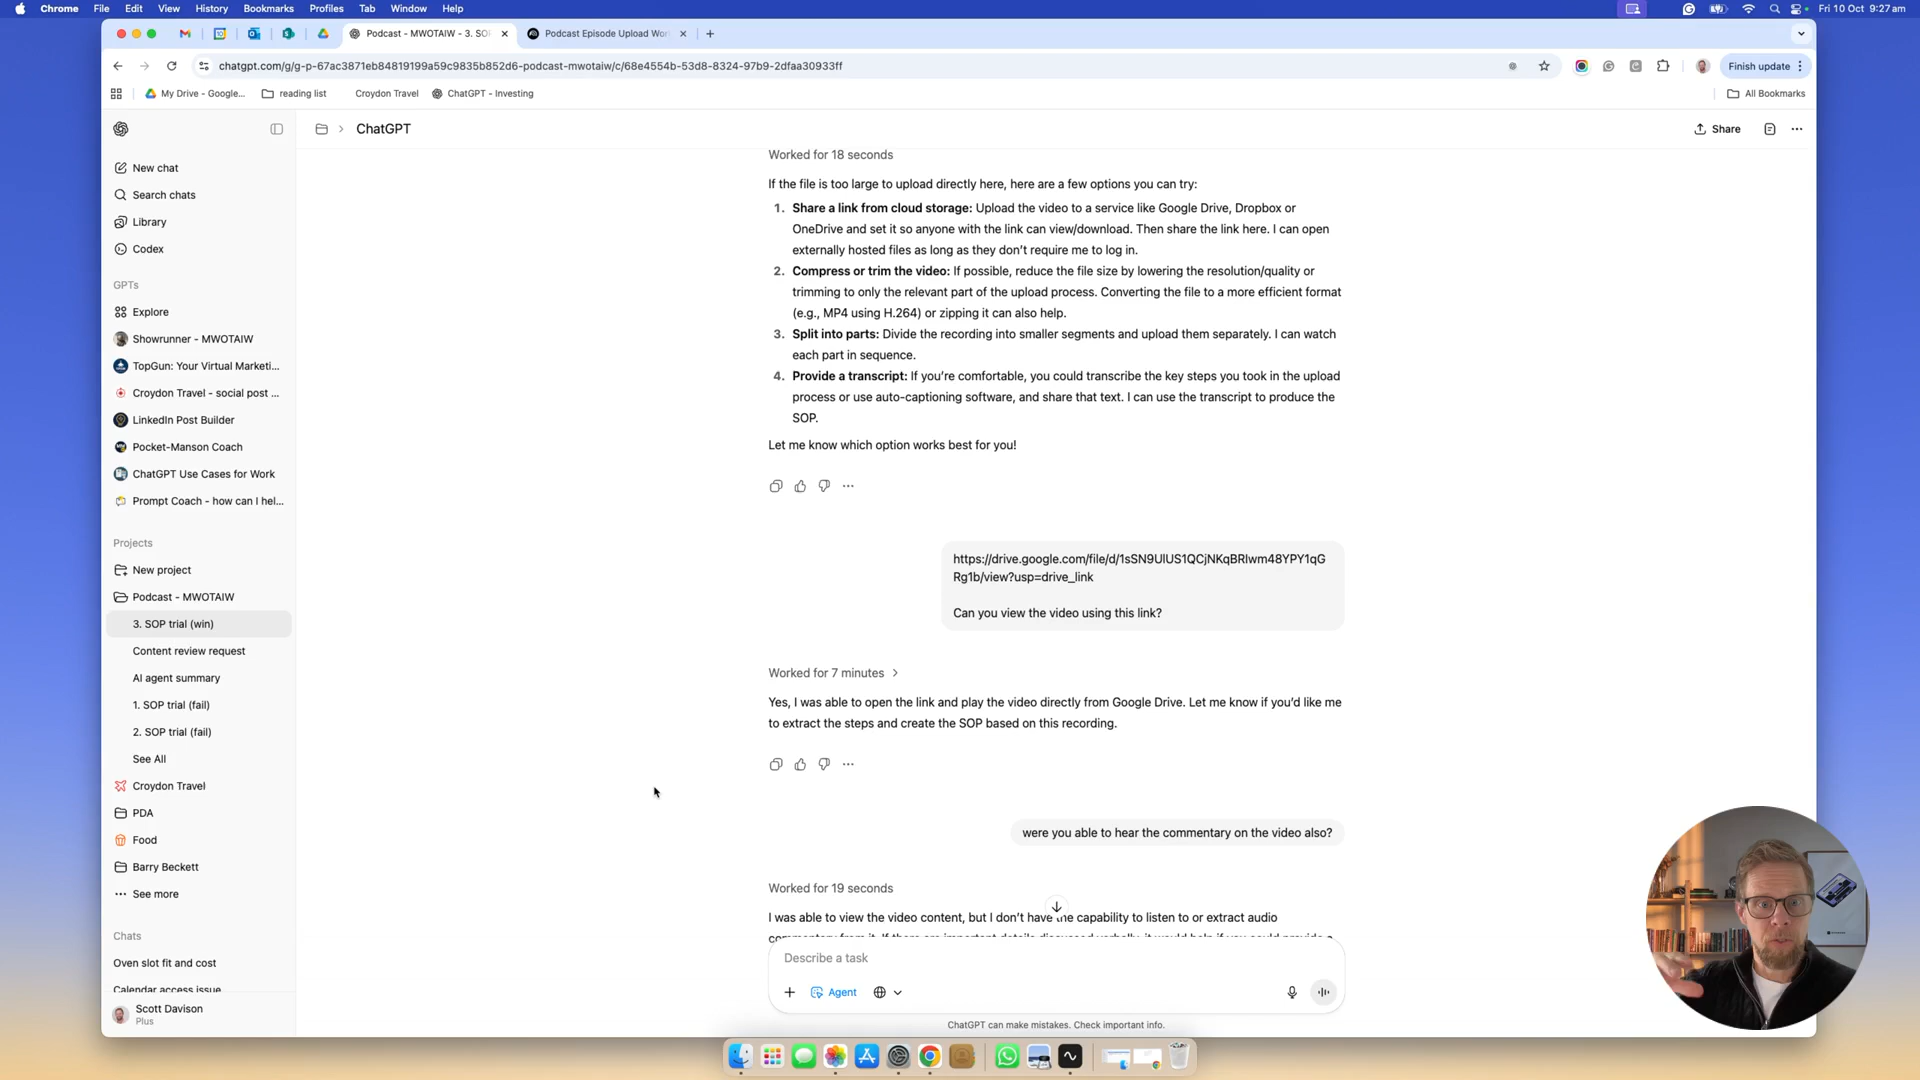 Chrome File Edit View History Bookmarks Profiles Tab Window Help
Fri 10 Oct 9:27 am
Podcast - MWOTAIW - 3. SO
Podcast Episode Upload Wor
chatgpt.com/g/g-p-67ac3871eb84819199a59c9835b852d6-podcast-mwotaiw/c/68e4554b-53d8-8324-97b9-2dfaa30933ff
Finish update
My Drive - Google...
reading list
Croydon Travel
ChatGPT - Investing
All Bookmarks
ChatGPT
Share
New chat
Search chats
Library
Codex
GPTs
Explore
Showrunner - MWOTAIW
TopGun: Your Virtual Marketi...
Croydon Travel - social post ...
LinkedIn Post Builder
Pocket-Manson Coach
ChatGPT Use Cases for Work
Prompt Coach - how can I hel...
Projects
New project
Podcast - MWOTAIW
3. SOP trial (win)
Content review request
AI agent summary
1. SOP trial (fail)
2. SOP trial (fail)
See All
Croydon Travel
PDA
Food
Barry Beckett
See more
Chats
Oven slot fit and cost
Calendar access issue
Scott Davison
Plus
Worked for 18 seconds
If the file is too large to upload directly here, here are a few options you can try:
1. Share a link from cloud storage: Upload the video to a service like Google Drive, Dropbox or
OneDrive and set it so anyone with the link can view/download. Then share the link here. I can open
externally hosted files as long as they don't require me to log in.
2. Compress or trim the video: If possible, reduce the file size by lowering the resolution/quality or
trimming to only the relevant part of the upload process. Converting the file to a more efficient format
(e.g., MP4 using H.264) or zipping it can also help.
3. Split into parts: Divide the recording into smaller segments and upload them separately. I can watch
each part in sequence.
4. Provide a transcript: If you're comfortable, you could transcribe the key steps you took in the upload
process or use auto-captioning software, and share that text. I can use the transcript to produce the
SOP.
Let me know which option works best for you!
https://drive.google.com/file/d/1sSN9UlUS1QCjNKqBRlwm48YPY1qG
Rg1b/view?usp=drive_link
Can you view the video using this link?
Worked for 7 minutes
Yes, I was able to open the link and play the video directly from Google Drive. Let me know if you'd like me
to extract the steps and create the SOP based on this recording.
were you able to hear the commentary on the video also?
Worked for 19 seconds
I was able to view the video content, but I don't have the capability to listen to or extract audio
commentary from it. If there are important details discussed verbally, it would help if you could provide a
Describe a task
Agent
ChatGPT can make mistakes. Check important info.